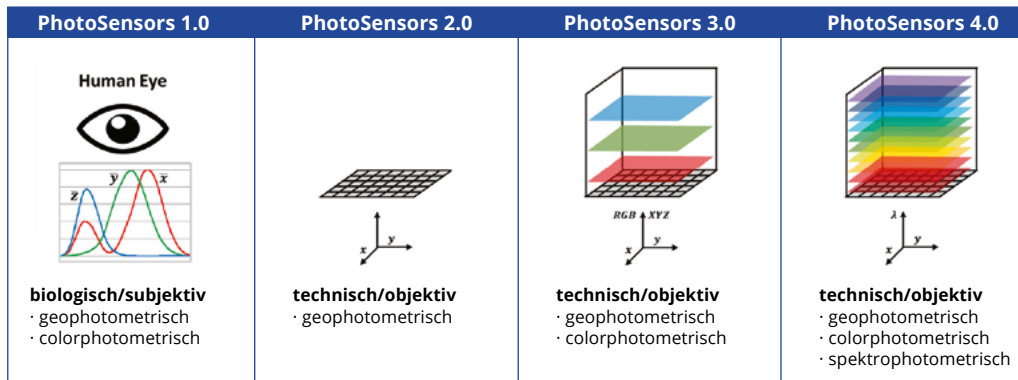 PhotoSensors 1.0
PhotoSensors 2.0
PhotoSensors 3.0
PhotoSensors 4.0
Human Eye
z̅
y̅
x̅
x
y
RGB
XYZ
x
y
λ
x
y
biologisch/subjektiv
· geophotometrisch
· colorphotometrisch
technisch/objektiv
· geophotometrisch
technisch/objektiv
· geophotometrisch
· colorphotometrisch
technisch/objektiv
· geophotometrisch
· colorphotometrisch
· spektrophotometrisch